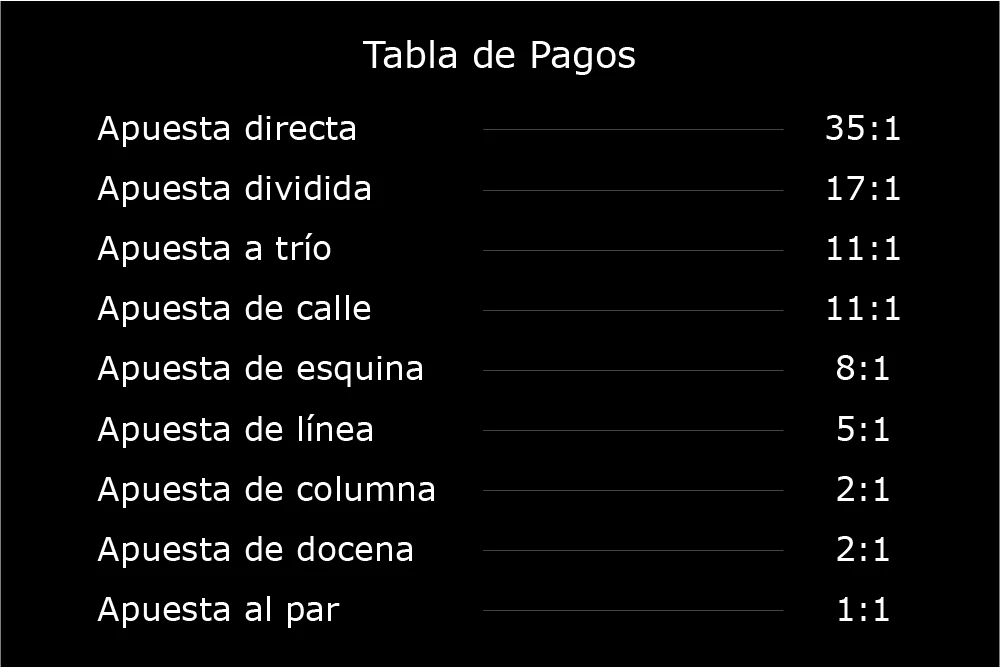 Tabla de Pagos
Apuesta directa 35:1
Apuesta dividida 17:1
Apuesta a trío 11:1
Apuesta de calle 11:1
Apuesta de esquina 8:1
Apuesta de línea 5:1
Apuesta de columna 2:1
Apuesta de docena 2:1
Apuesta al par 1:1